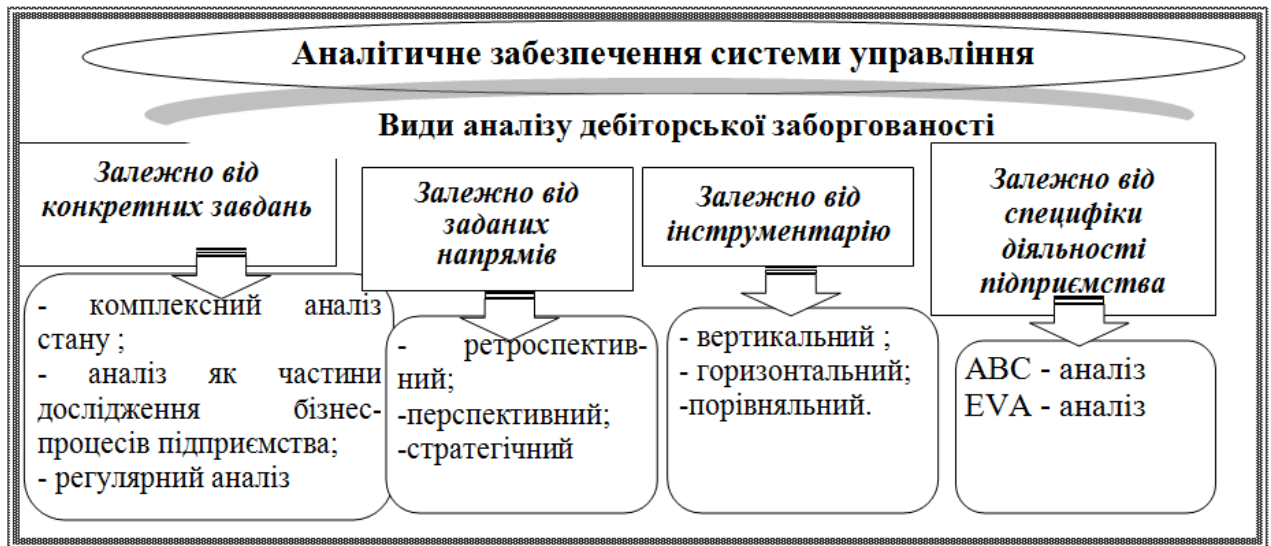 Аналітичне забезпечення системи управління
Види аналізу дебіторської заборгованості
Залежно від
конкретних завдань
- комплексний аналіз
стану ;
- аналіз як частини
дослідження бізнес-
процесів підприємства;
- регулярний аналіз
Залежно від
заданих
напрямів
- ретроспектив-
ний;
-перспективний;
-стратегічний
Залежно від
інструментарію
- вертикальний ;
- горизонтальний;
-порівняльний.
Залежно від
специфіки
діяльності
підприємства
АВС - аналіз
EVA - аналіз